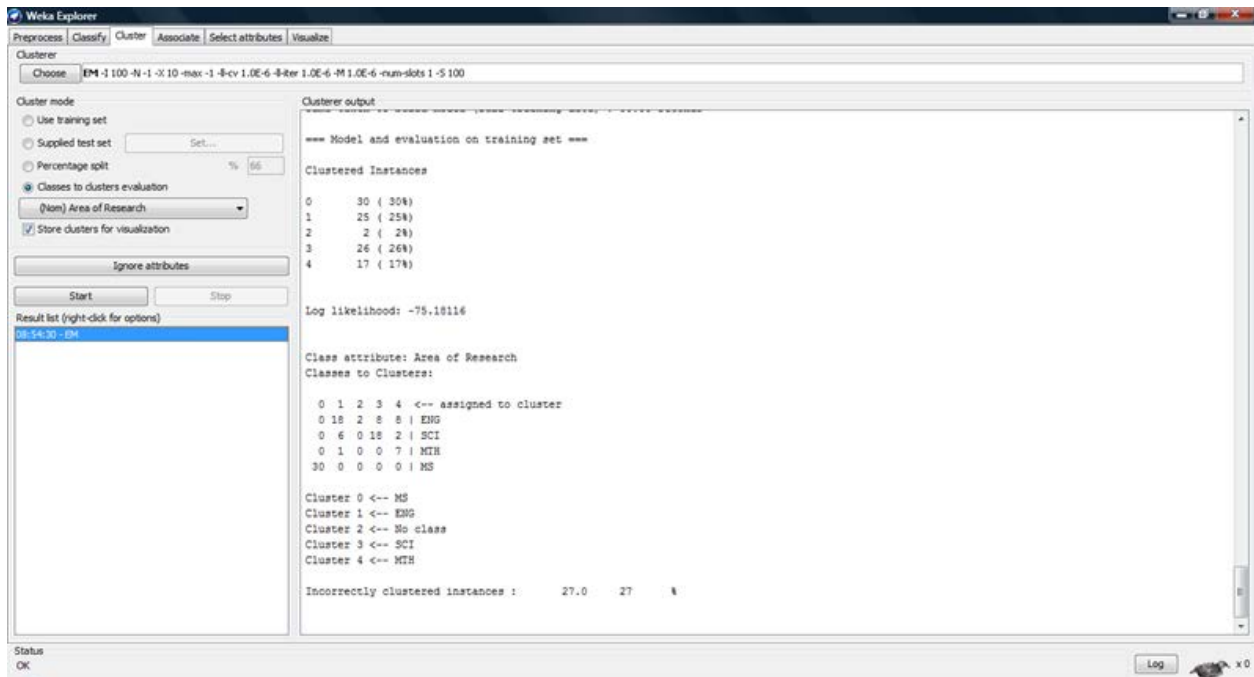 Weka Explorer
Preprocess Classify Cluster Associate Select attributes Visualize
Clusterer
Choose EM -I 100 -N -1 -X 10 -max -1 -ll-cv 1.0E-6 -ll-iter 1.0E-6 -M 1.0E-6 -num-slots 1 -S 100
Cluster mode
Use training set
Supplied test set Set...
Percentage split % 66
Classes to clusters evaluation
(Nom) Area of Research
Store clusters for visualization
Ignore attributes
Start Stop
Result list (right-click for options)
08:54:30 - EM
Clusterer output
=== Model and evaluation on training set ===
Clustered Instances
0 30 ( 30%)
1 25 ( 25%)
2 2 ( 2%)
3 26 ( 26%)
4 17 ( 17%)
Log likelihood: -75.18116
Class attribute: Area of Research
Classes to Clusters:
0 1 2 3 4 <-- assigned to cluster
0 18 2 8 8 | ENG
0 6 0 18 2 | SCI
0 1 0 0 7 | MTH
30 0 0 0 0 | MS
Cluster 0 <-- MS
Cluster 1 <-- ENG
Cluster 2 <-- No class
Cluster 3 <-- SCI
Cluster 4 <-- MTH
Incorrectly clustered instances : 27.0 27 %
Status
OK
Log x 0